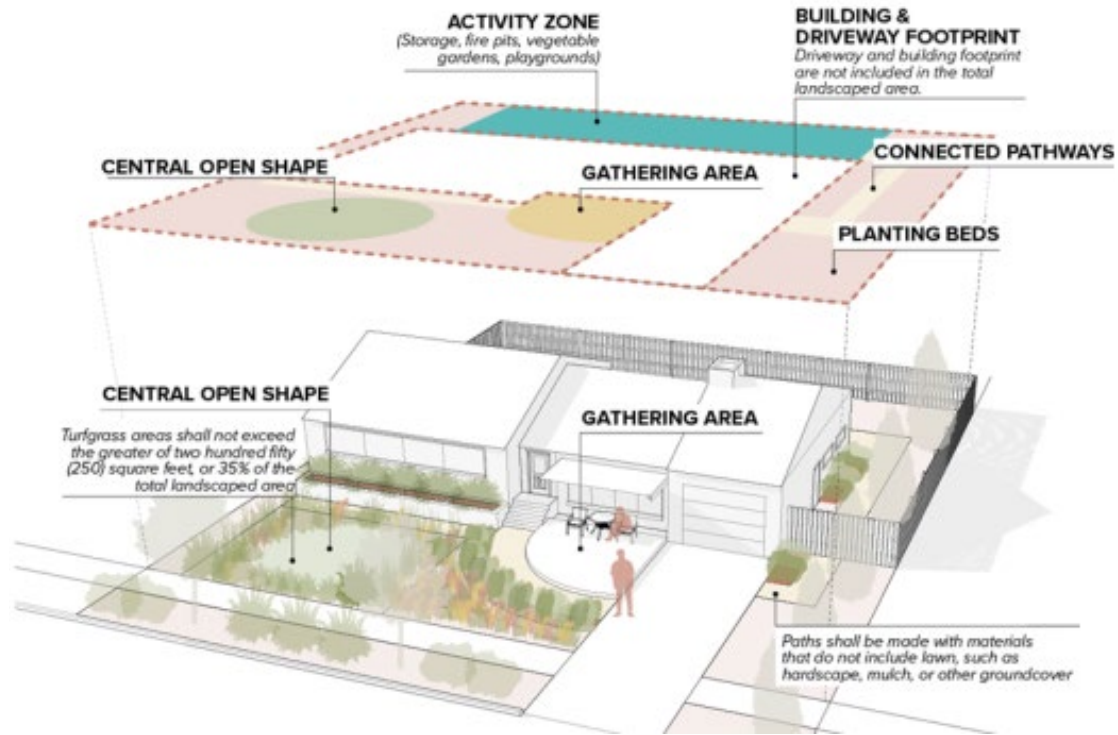 ACTIVITY ZONE
(Storage, fire pits, vegetable
gardens, playgrounds)
BUILDING &
DRIVEWAY FOOTPRINT
Driveway and building footprint
are not included in the total
landscaped area.
CENTRAL OPEN SHAPE
GATHERING AREA
CONNECTED PATHWAYS
PLANTING BEDS
CENTRAL OPEN SHAPE
Turfgrass areas shall not exceed
the greater of two hundred fifty
(250) square feet, or 35% of the
total landscaped area
GATHERING AREA
Paths shall be made with materials
that do not include lawn, such as
hardscape, mulch, or other groundcover